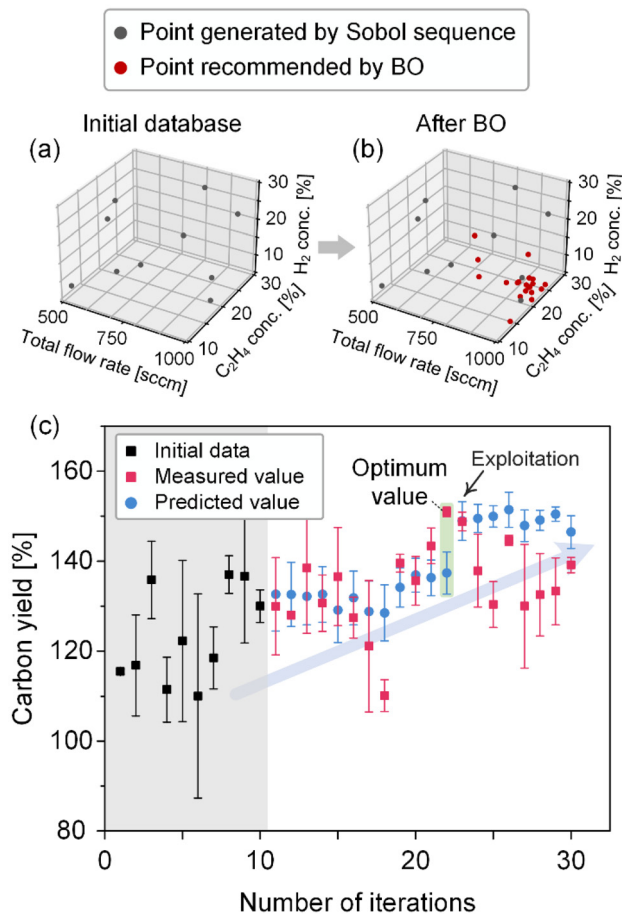 Point generated by Sobol sequence
Point recommended by BO
(a)
Initial database
30
20
10
H₂ conc. [%]
30
20
10
C₂H₄ conc. [%]
500
750
1000
Total flow rate [sccm]
(b)
After BO
30
20
10
H₂ conc. [%]
30
20
10
C₂H₄ conc. [%]
500
750
1000
Total flow rate [sccm]
(c)
Initial data
Measured value
Predicted value
Optimum
value
Exploitation
160
140
120
100
80
Carbon yield [%]
0
10
20
30
Number of iterations